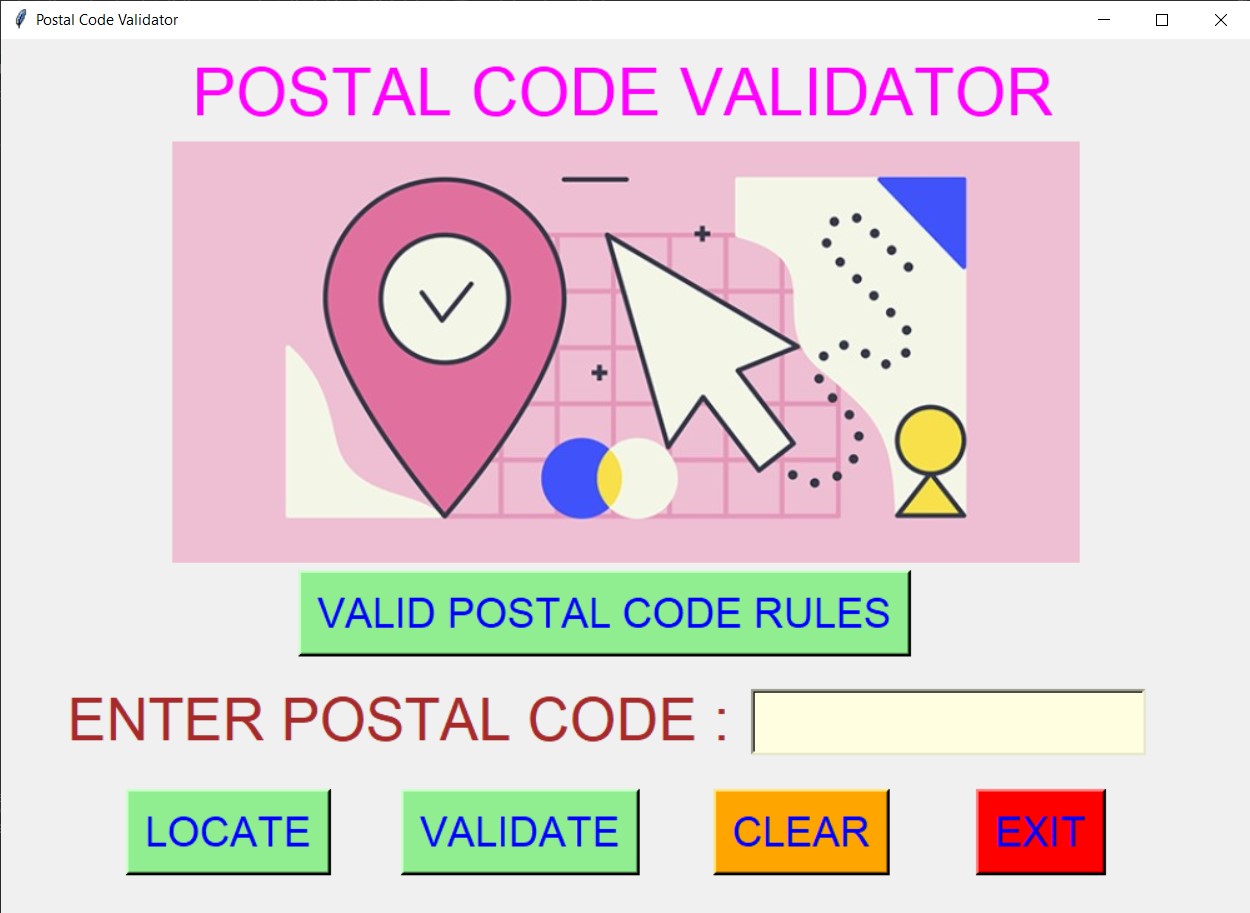 Postal Code Validator
POSTAL CODE VALIDATOR
VALID POSTAL CODE RULES
ENTER POSTAL CODE :
LOCATE VALIDATE CLEAR EXIT